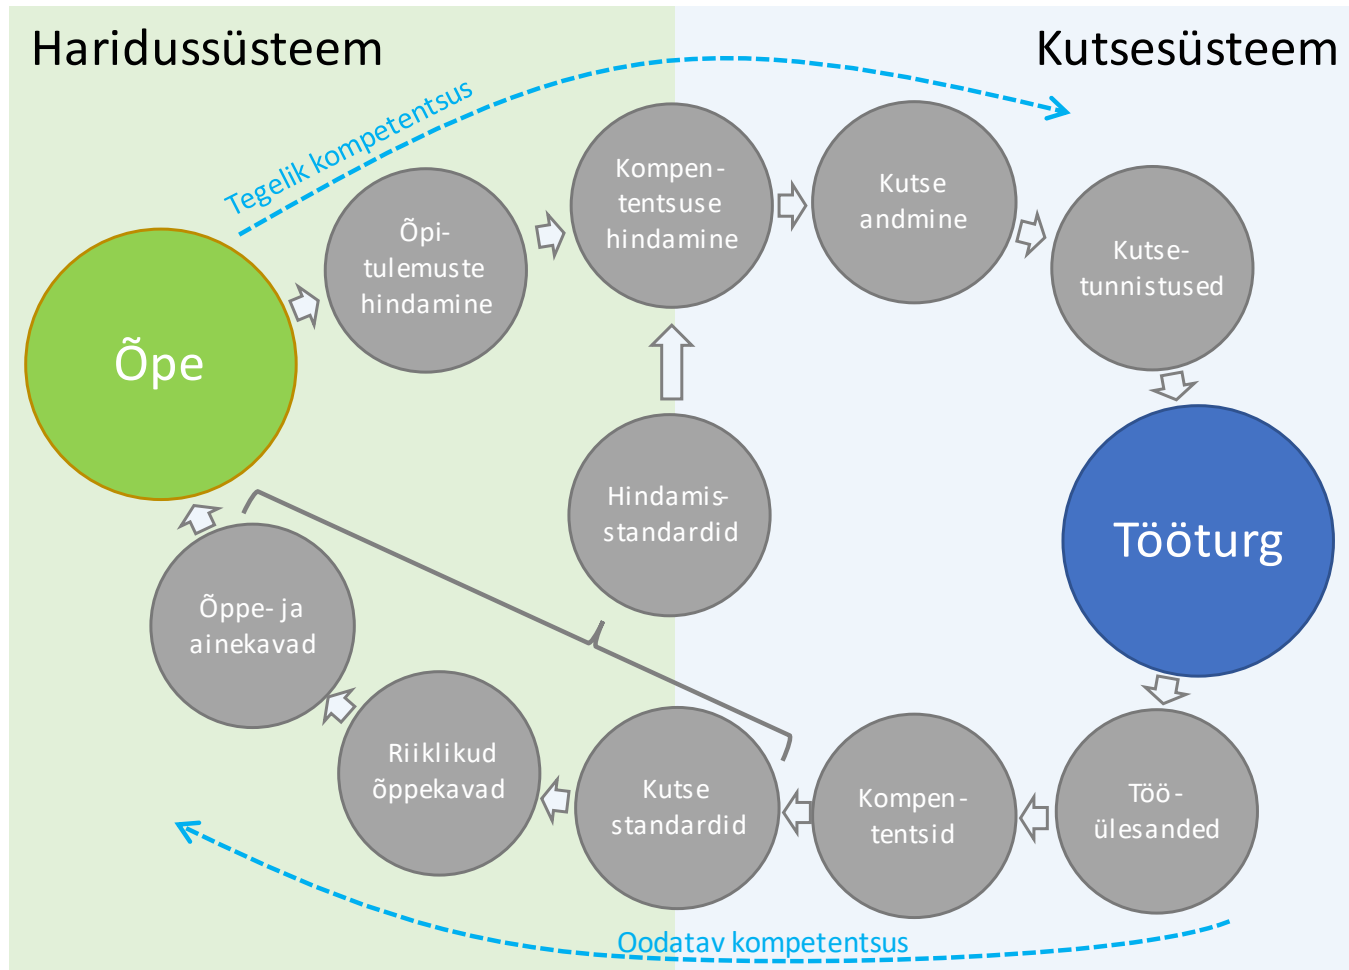 Haridussüsteem
Kutsesüsteem
Tegelik kompetentsus
Õpi-
tulemuste
hindamine
Kompen-
tentsuse
hindamine
Kutse
andmine
Kutse-
tunnistused
Õpe
Tööturg
Hindamis-
standardid
Õppe- ja
ainekavad
Riiklikud
õppekavad
Kutse
standardid
Kompen-
tentsid
Töö-
ülesanded
Oodatav kompetentsus